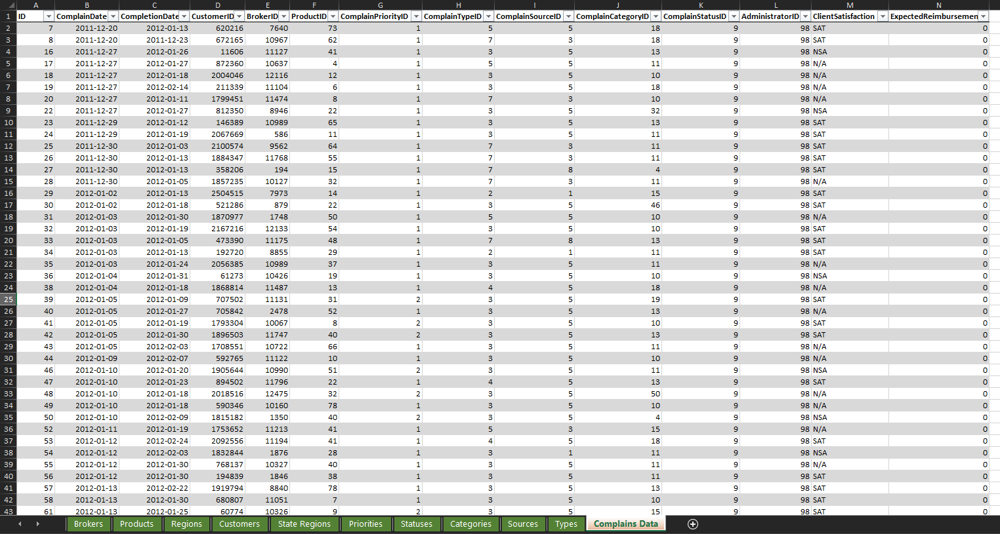 A B C D E F G H I J K L M N
1 ID ComplainDate CompletionDate CustomerID BrokerID ProductID ComplainPriorityID ComplainTypeID ComplainSourceID ComplainCategoryID ComplainStatusID AdministratorID ClientSatisfaction ExpectedReimbursemen
2 7 2011-12-20 2012-01-13 620216 7640 73 1 5 5 18 9 98 SAT 0
3 8 2011-12-20 2011-12-23 672165 10967 62 1 7 3 18 9 98 SAT 0
4 16 2011-12-27 2012-01-26 11606 11127 41 1 3 5 13 9 98 NSA 0
5 17 2011-12-27 2012-01-27 872360 10637 4 1 5 5 11 9 98 N/A 0
6 18 2011-12-27 2012-01-18 2004046 12116 12 1 3 5 10 9 98 N/A 0
7 19 2011-12-27 2012-02-14 211339 11104 6 1 3 5 18 9 98 N/A 0
8 20 2011-12-27 2012-01-11 1799451 11474 8 1 7 3 10 9 98 N/A 0
9 22 2011-12-27 2012-01-27 812350 8946 22 1 3 5 32 9 98 NSA 0
10 23 2011-12-29 2012-01-12 146389 10989 65 1 3 5 13 9 98 SAT 0
11 24 2011-12-29 2012-01-19 2067669 586 11 1 3 5 11 9 98 SAT 0
12 25 2011-12-30 2012-01-03 2100574 9562 64 1 7 3 11 9 98 SAT 0
13 26 2011-12-30 2012-01-13 1884347 11768 55 1 7 3 11 9 98 SAT 0
14 27 2011-12-30 2012-01-13 358206 194 15 1 7 8 4 9 98 SAT 0
15 28 2011-12-30 2012-01-05 1857235 10127 32 1 7 3 11 9 98 N/A 0
16 29 2012-01-02 2012-01-13 2504515 7973 14 1 2 1 15 9 98 SAT 0
17 30 2012-01-02 2012-01-18 521286 879 22 1 3 5 46 9 98 SAT 0
18 31 2012-01-03 2012-01-30 1870977 1748 50 1 5 5 10 9 98 N/A 0
19 32 2012-01-03 2012-01-19 2167216 12133 54 1 3 5 10 9 98 SAT 0
20 33 2012-01-03 2012-01-05 473390 11175 48 1 7 8 13 9 98 SAT 0
21 34 2012-01-03 2012-01-13 192720 8855 29 1 2 1 11 9 98 SAT 0
22 35 2012-01-03 2012-01-24 2056385 10989 37 1 3 5 11 9 98 N/A 0
23 36 2012-01-04 2012-01-31 61273 10426 19 1 3 5 10 9 98 NSA 0
24 38 2012-01-04 2012-01-18 1868814 11487 13 1 4 5 18 9 98 N/A 0
25 39 2012-01-05 2012-01-09 707502 11131 31 2 3 5 19 9 98 SAT 0
26 40 2012-01-05 2012-01-27 705842 2478 52 1 3 5 13 9 98 N/A 0
27 41 2012-01-05 2012-01-19 1793304 10067 8 2 3 5 10 9 98 SAT 0
28 42 2012-01-05 2012-01-30 1896503 11747 40 2 3 5 13 9 98 SAT 0
29 43 2012-01-05 2012-02-03 1708551 10722 66 1 3 5 11 9 98 N/A 0
30 44 2012-01-09 2012-02-07 592765 11122 10 1 3 5 10 9 98 N/A 0
31 46 2012-01-10 2012-01-20 1905644 10990 51 2 3 5 11 9 98 NSA 0
32 47 2012-01-10 2012-01-23 894502 11796 22 1 4 5 13 9 98 SAT 0
33 48 2012-01-10 2012-01-18 2018516 12475 32 2 3 5 50 9 98 N/A 0
34 49 2012-01-10 2012-01-18 590346 10160 78 1 3 5 10 9 98 N/A 0
35 50 2012-01-10 2012-02-09 1815182 1350 40 2 3 5 4 9 98 NSA 0
36 52 2012-01-11 2012-01-19 1753652 11213 41 1 5 3 15 9 98 N/A 0
37 53 2012-01-12 2012-02-24 2092556 11194 41 1 4 5 18 9 98 SAT 0
38 54 2012-01-12 2012-02-03 1832844 1876 28 1 3 1 11 9 98 NSA 0
39 55 2012-01-12 2012-01-30 768137 10327 40 1 3 5 11 9 98 N/A 0
40 56 2012-01-12 2012-01-30 194839 1846 38 1 3 5 11 9 98 SAT 0
41 57 2012-01-13 2012-02-22 1919794 8840 78 1 3 5 13 9 98 SAT 0
42 58 2012-01-13 2012-01-30 680807 11051 7 1 3 5 10 9 98 SAT 0
43 61 2012-01-13 2012-01-25 60774 10326 9 2 3 5 15 9 98 SAT 0
Brokers Products Regions Customers State Regions Priorities Statuses Categories Sources Types Complains Data